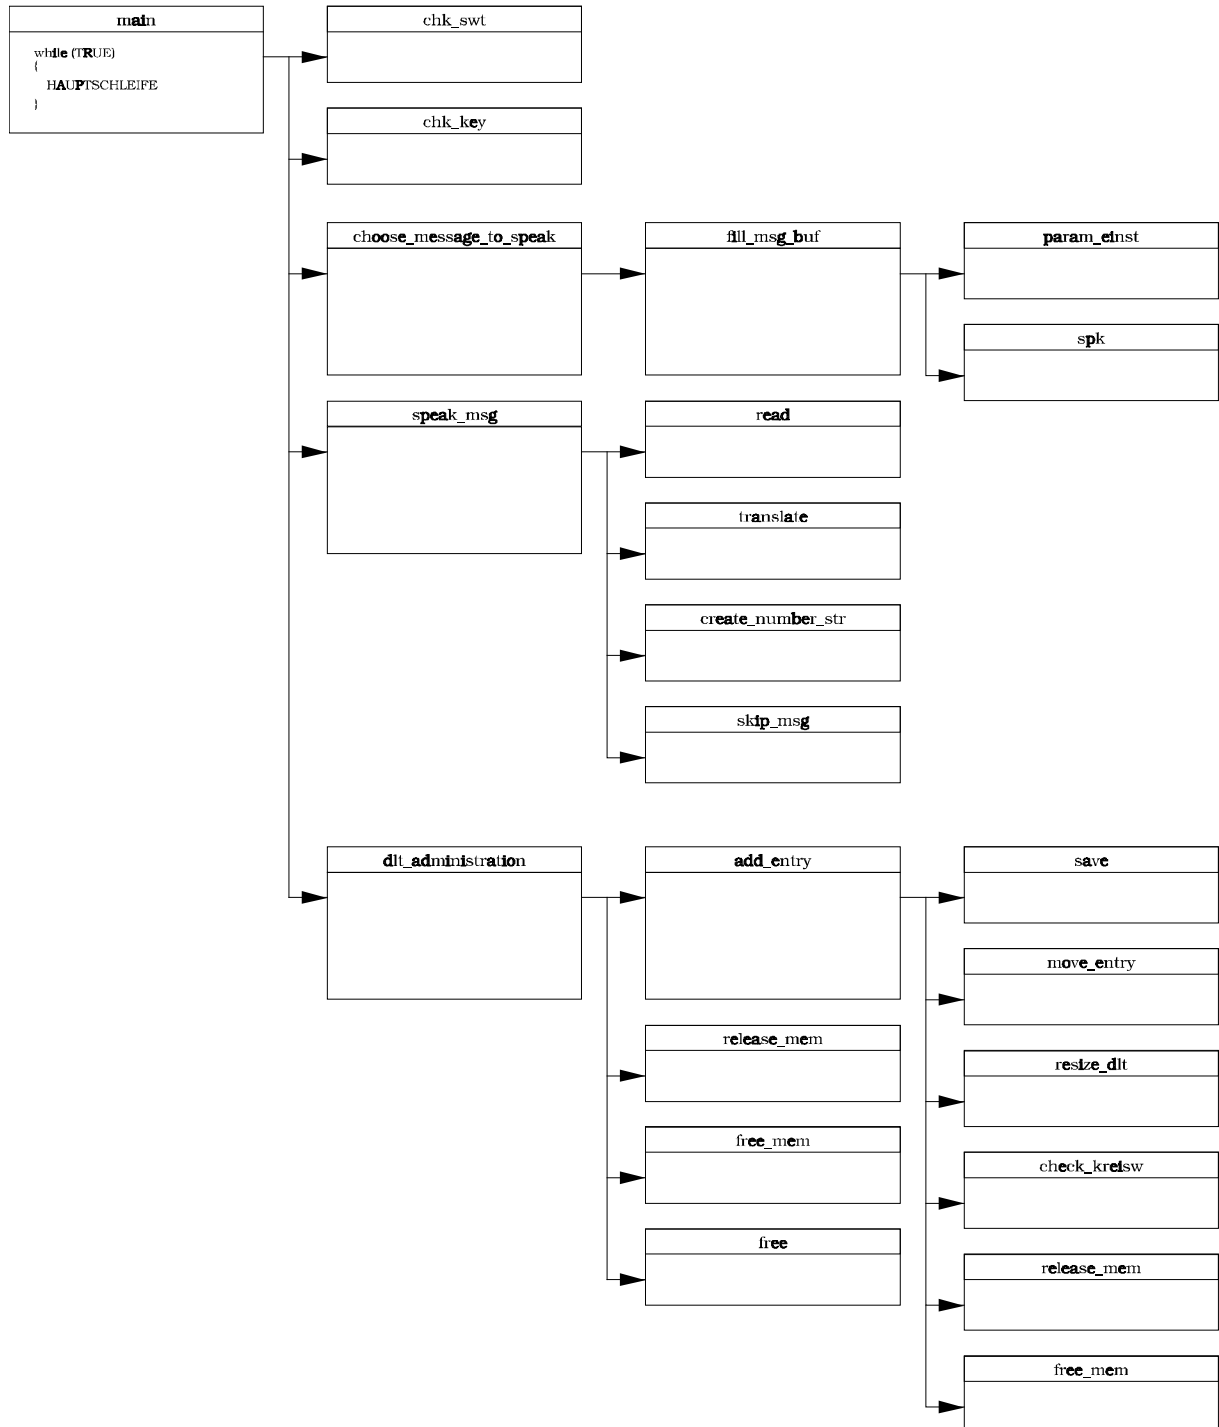 main
while (TRUE)
{
HAUPTSCHLEIFE
}
chk_swt
chk_key
choose_message_to_speak
fill_msg_buf
param_einst
spk
speak_msg
read
translate
create_number_str
skip_msg
dlt_administration
add_entry
save
move_entry
resize_dlt
check_kreisw
release_mem
free_mem
release_mem
free_mem
free